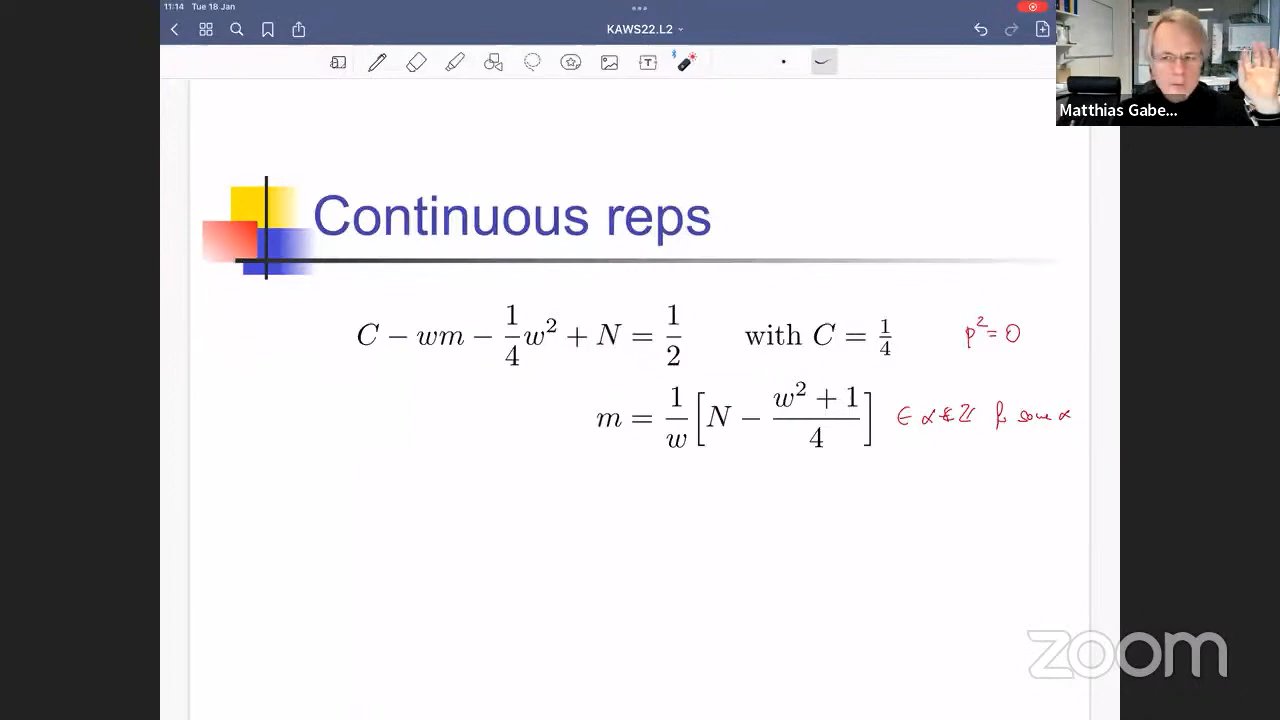 11:14 Tue 18 Jan
KAWS22.L2
Matthias Gabe...
Continuous reps
C − wm − 1/4 w² + N = 1/2 with C = 1/4 p² = 0
m = 1/w [N − (w² + 1)/4] ∈ α + ℤ for some α
zoom